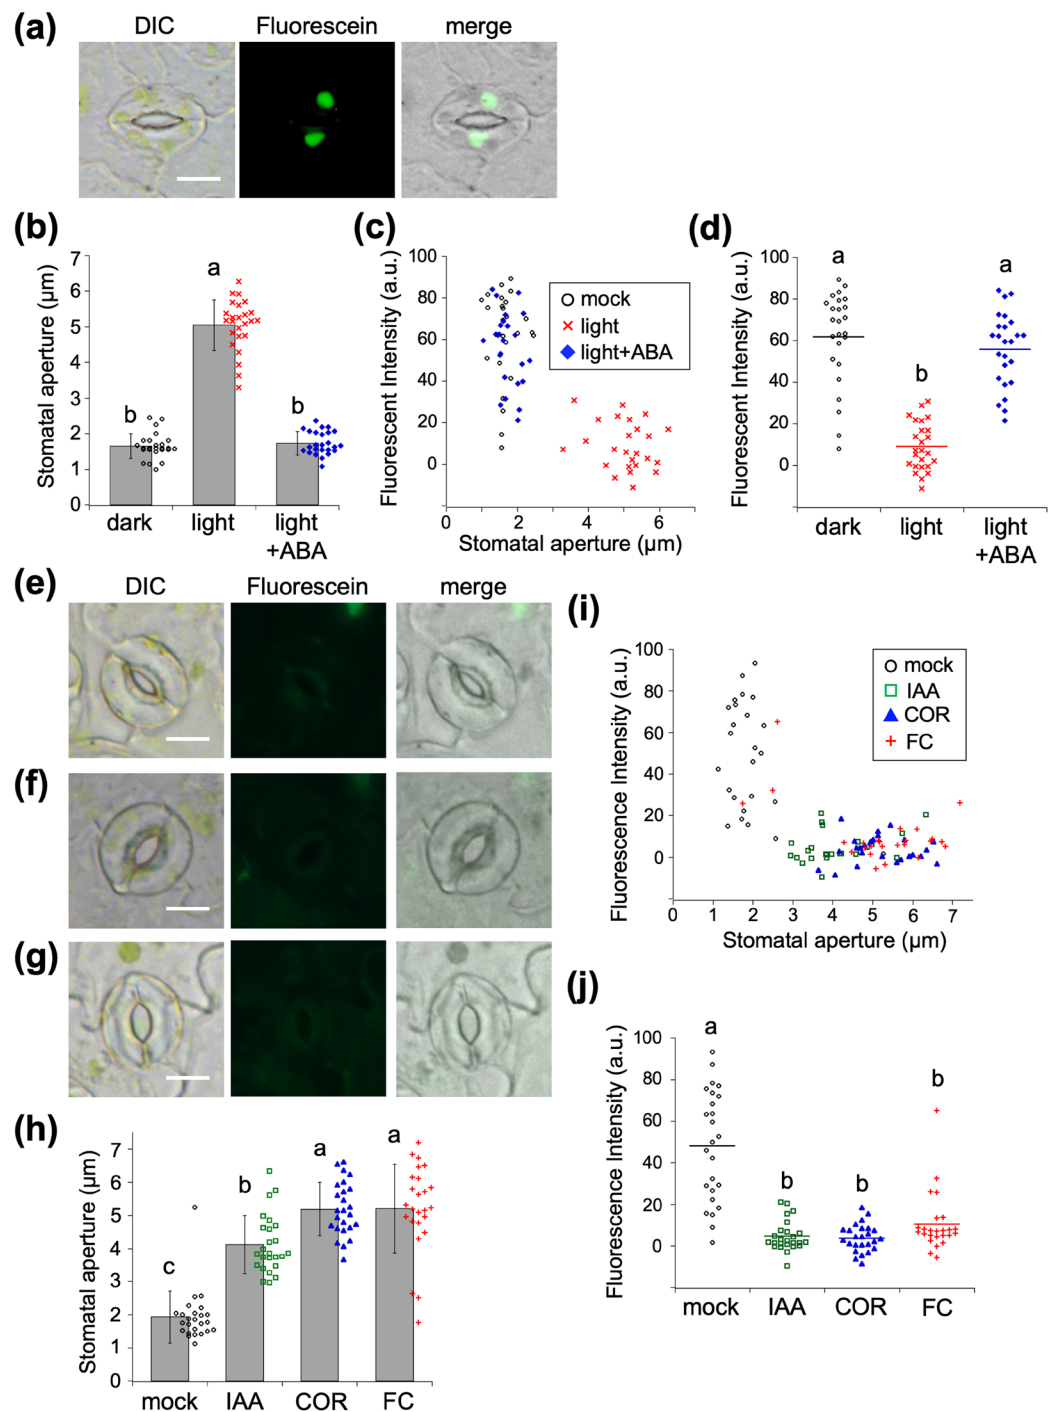 (a)
DIC Fluorescein merge
(b)
Stomatal aperture (µm)
7
6
5
4
3
2
1
0
b
a
b
dark light light
+ABA
(c)
Fluorescent Intensity (a.u.)
100
80
60
40
20
0
mock
light
light+ABA
0 2 4 6
Stomatal aperture (µm)
(d)
Fluorescent Intensity (a.u.)
100
80
60
40
20
0
a
b
a
dark light light
+ABA
(e)
DIC Fluorescein merge
(f)
(g)
(h)
Stomatal aperture (µm)
7
6
5
4
3
2
1
0
c
b
a
a
mock IAA COR FC
(i)
Fluorescence Intensity (a.u.)
100
80
60
40
20
0
mock
IAA
COR
FC
0 1 2 3 4 5 6 7
Stomatal aperture (µm)
(j)
Fluorescence Intensity (a.u.)
100
80
60
40
20
0
a
b
b
b
mock IAA COR FC